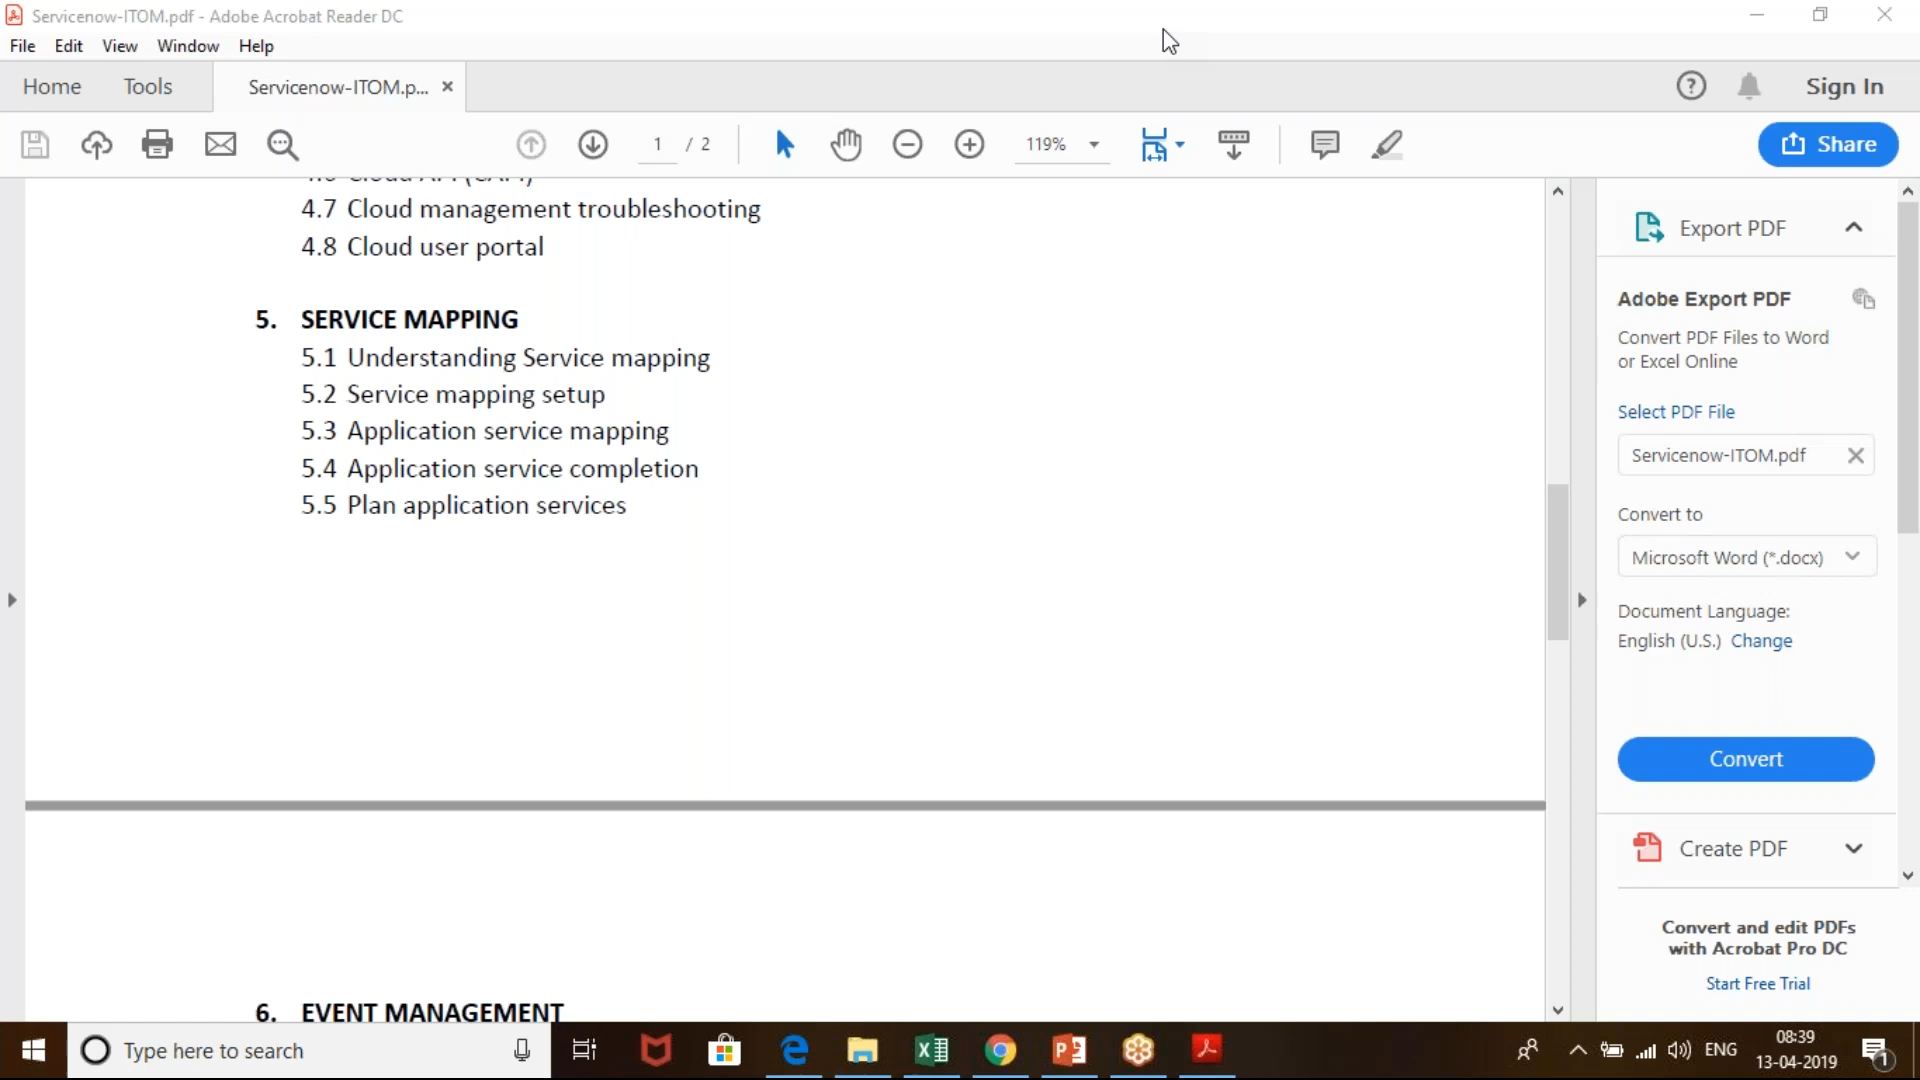 Servicenow-ITOM.pdf - Adobe Acrobat Reader DC
File Edit View Window Help
Home Tools Servicenow-ITOM.p... Sign In
1 / 2 119% Share
4.7 Cloud management troubleshooting
4.8 Cloud user portal
5. SERVICE MAPPING
5.1 Understanding Service mapping
5.2 Service mapping setup
5.3 Application service mapping
5.4 Application service completion
5.5 Plan application services
6. EVENT MANAGEMENT
Export PDF
Adobe Export PDF
Convert PDF Files to Word
or Excel Online
Select PDF File
Servicenow-ITOM.pdf
Convert to
Microsoft Word (*.docx)
Document Language:
English (U.S.) Change
Convert
Create PDF
Convert and edit PDFs
with Acrobat Pro DC
Start Free Trial
Type here to search
ENG
08:39
13-04-2019
1